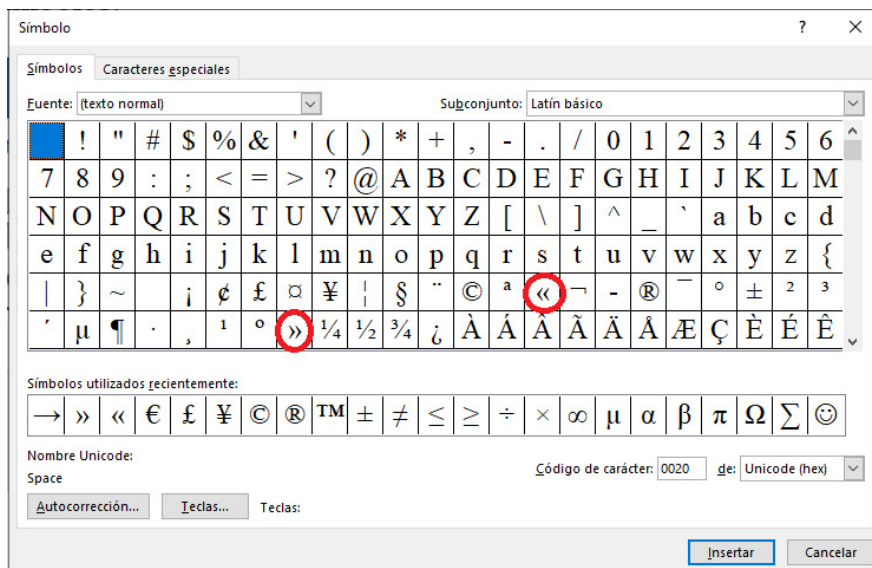 Símbolo ? ×
Símbolos Caracteres especiales
Fuente: (texto normal) Subconjunto: Latín básico
! " # $ % & ' ( ) * + , - . / 0 1 2 3 4 5 6
7 8 9 : ; < = > ? @ A B C D E F G H I J K L M
N O P Q R S T U V W X Y Z [ \ ] ^ _ ` a b c d
e f g h i j k l m n o p q r s t u v w x y z {
| } ~ ¡ ¢ £ ¤ ¥ ¦ § ¨ © ª « ¬ - ® ¯ ° ± ² ³
´ µ ¶ · ¸ ¹ º » ¼ ½ ¾ ¿ À Á Â Ã Ä Å Æ Ç È É Ê
Símbolos utilizados recientemente:
→ » « € £ ¥ © ® ™ ± ≠ ≤ ≥ ÷ × ∞ µ α β π Ω ∑ ☺
Nombre Unicode:
Space
Código de carácter: 0020 de: Unicode (hex)
Autocorrección... Teclas... Teclas:
Insertar Cancelar